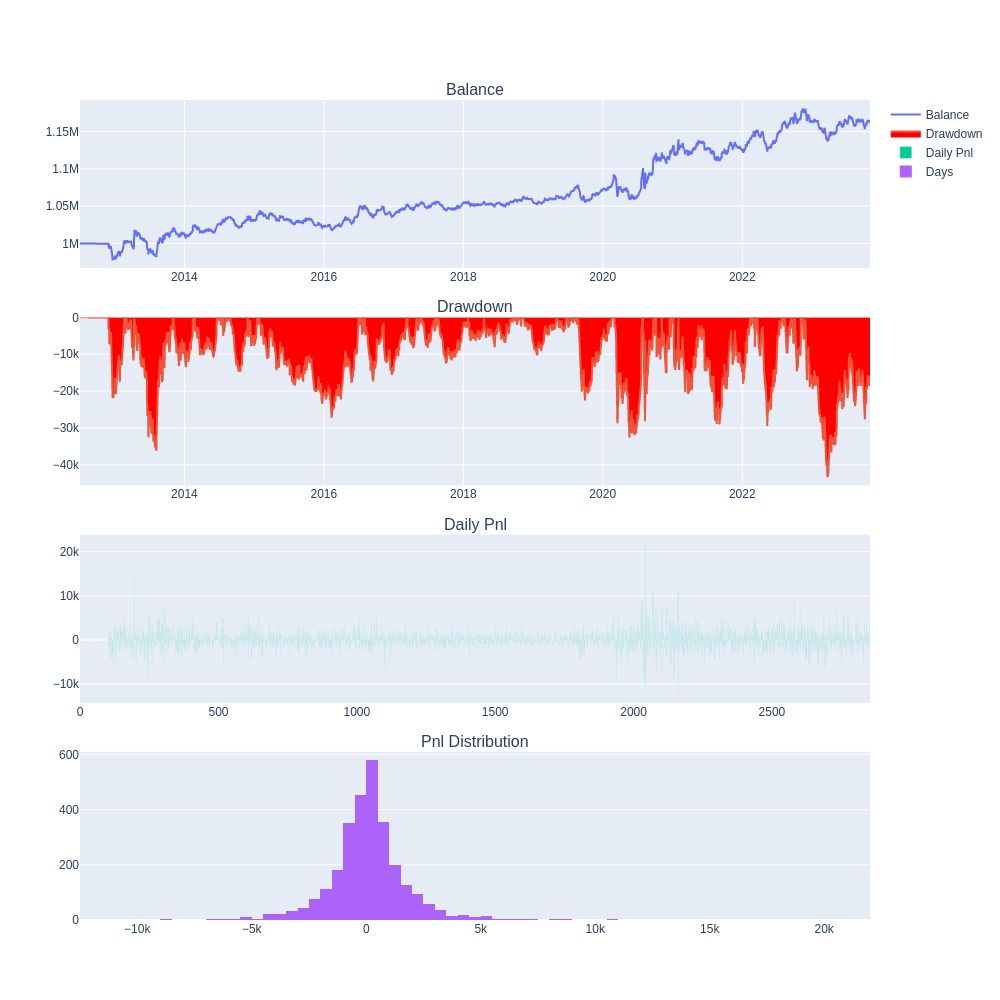 Balance
1.15M
1.1M
1.05M
1M
2014 2016 2018 2020 2022
Balance
Drawdown
Daily Pnl
Days
Drawdown
0
−10k
−20k
−30k
−40k
2014 2016 2018 2020 2022
Daily Pnl
20k
10k
0
−10k
0 500 1000 1500 2000 2500
Pnl Distribution
600
400
200
0
−10k −5k 0 5k 10k 15k 20k